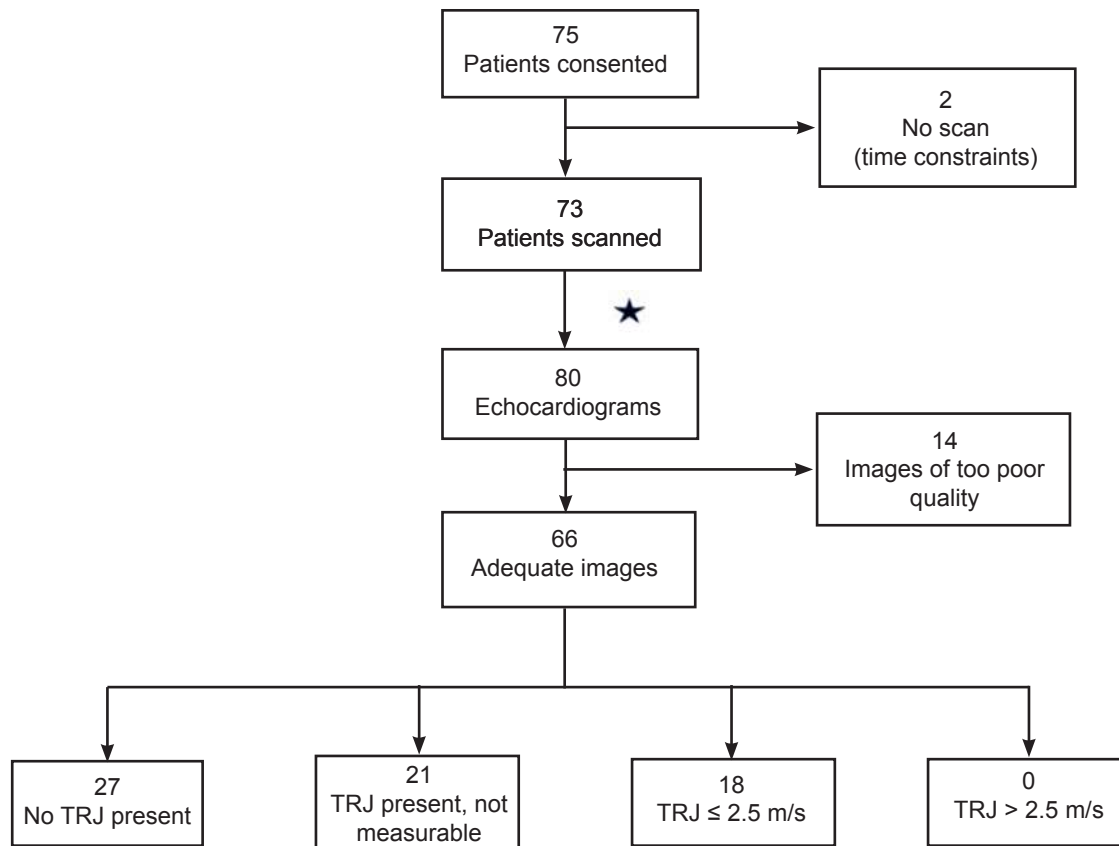 75
Patients consented
2
No scan
(time constraints)
73
Patients scanned
80
Echocardiograms
14
Images of too poor
quality
66
Adequate images
27
No TRJ present
21
TRJ present, not
measurable
18
TRJ ≤ 2.5 m/s
0
TRJ > 2.5 m/s